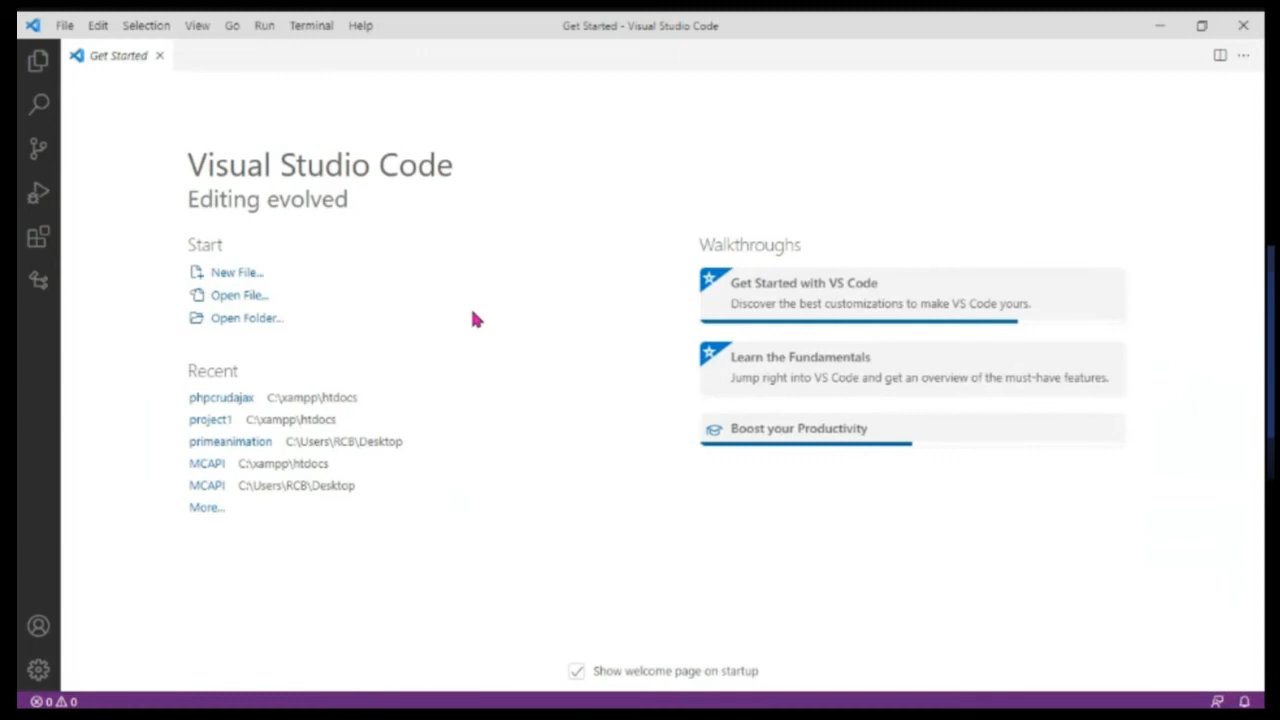 File Edit Selection View Go Run Terminal Help Get Started - Visual Studio Code
Get Started
Visual Studio Code
Editing evolved
Start
New File...
Open File...
Open Folder...
Recent
phpcrudajax C:\xampp\htdocs
project1 C:\xampp\htdocs
primeanimation C:\Users\RCB\Desktop
MCAPI C:\xampp\htdocs
MCAPI C:\Users\RCB\Desktop
More...
Walkthroughs
Get Started with VS Code
Discover the best customizations to make VS Code yours.
Learn the Fundamentals
Jump right into VS Code and get an overview of the must-have features.
Boost your Productivity
Show welcome page on startup
0 0